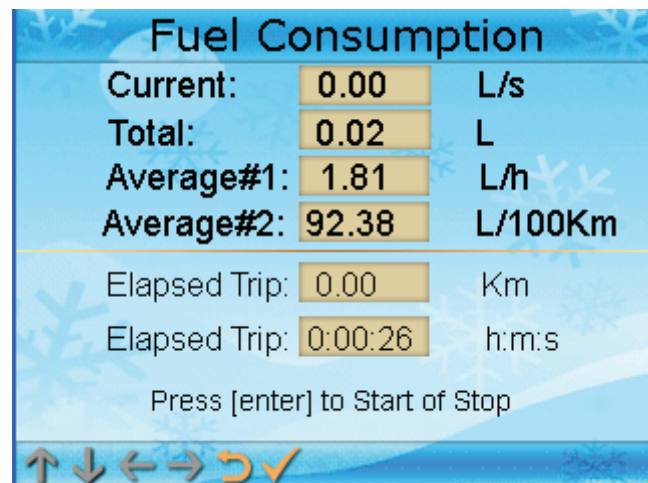 Fuel Consumption
Current: 0.00 L/s
Total: 0.02 L
Average#1: 1.81 L/h
Average#2: 92.38 L/100Km
Elapsed Trip: 0.00 Km
Elapsed Trip: 0:00:26 h:m:s
Press [enter] to Start of Stop